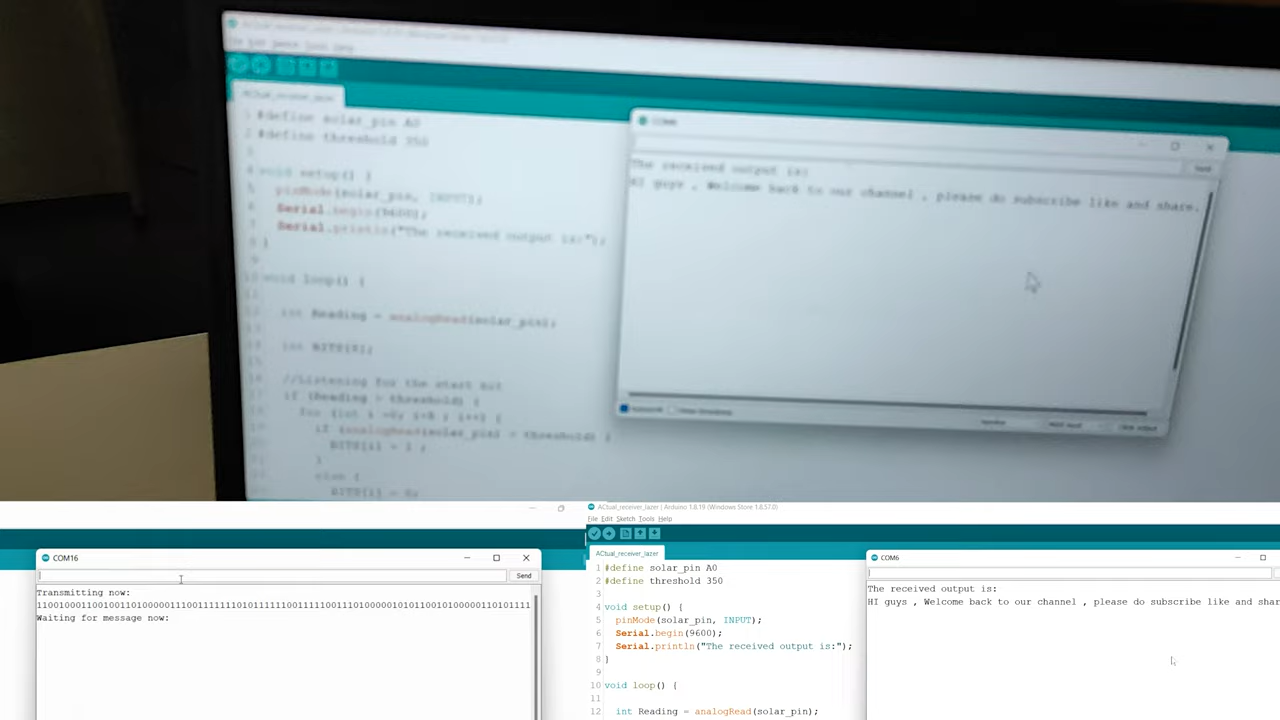 #define solar_pin A0
#define threshold 350
void setup() {
pinMode(solar_pin, INPUT);
Serial.begin(9600);
Serial.println("The received output is:");
}
void loop() {
int Reading = analogRead(solar_pin);
int BITS[8];
//Listening for the start bit
if (Reading > threshold) {
for (int i =0; i<8 ; i++) {
if (analogRead(solar_pin) > threshold) {
BITS[i] = 1 ;
}
else {
BITS[i] = 0;
The received output is:
HI guys , Welcome back to our channel , please do subscribe like and share.
COM16
Send
Transmitting now:
Waiting for message now:
ACtual_receiver_lazer | Arduino 1.8.19 (Windows Store 1.8.57.0)
File Edit Sketch Tools Help
ACtual_receiver_lazer
1 #define solar_pin A0
2 #define threshold 350
3
4 void setup() {
5 pinMode(solar_pin, INPUT);
6 Serial.begin(9600);
7 Serial.println("The received output is:");
8 }
9
10 void loop() {
11
12 int Reading = analogRead(solar_pin);
COM6
The received output is:
HI guys , Welcome back to our channel , please do subscribe like and shar